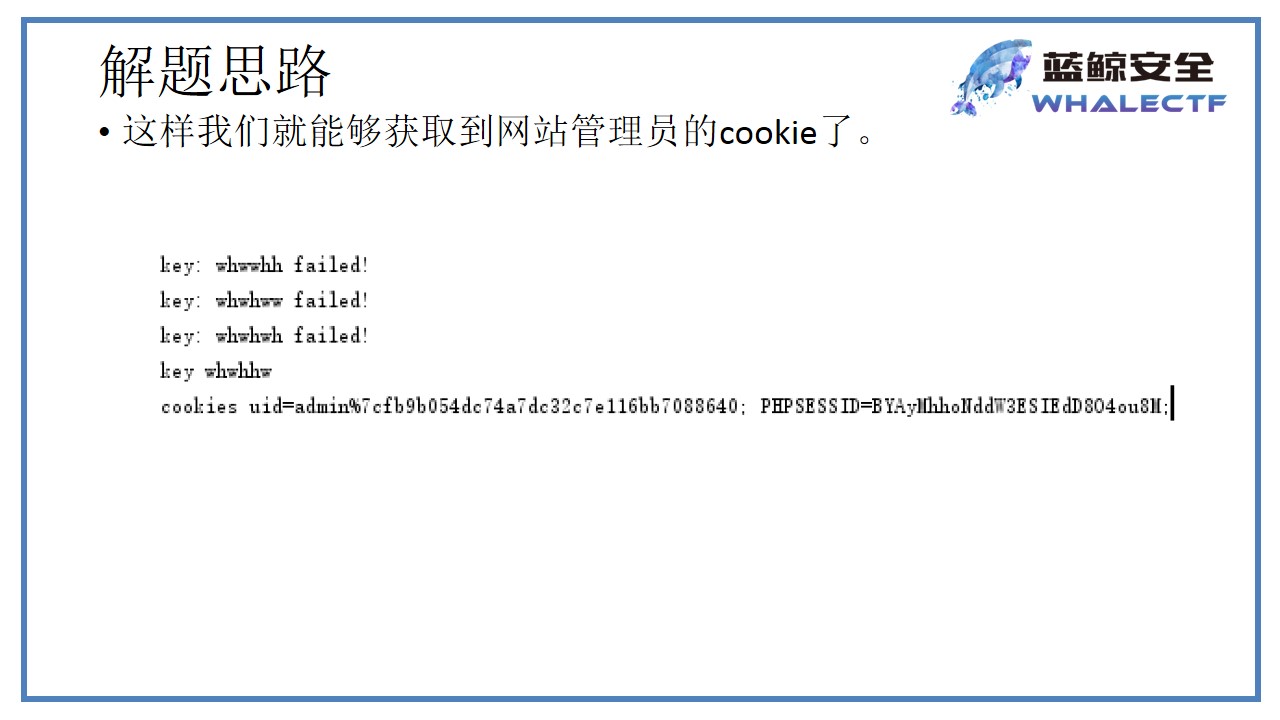 解题思路
蓝鲸安全
WHALECTF
• 这样我们就能够获取到网站管理员的cookie了。
key: whwwhh failed!
key: whwhww failed!
key: whwhwh failed!
key whwhhw
cookies uid=admin%7cfb9b054dc74a7dc32c7e116bb7088640; PHPSESSID=BYAyMhhoNddW3ESIEdD8O4ou8M;